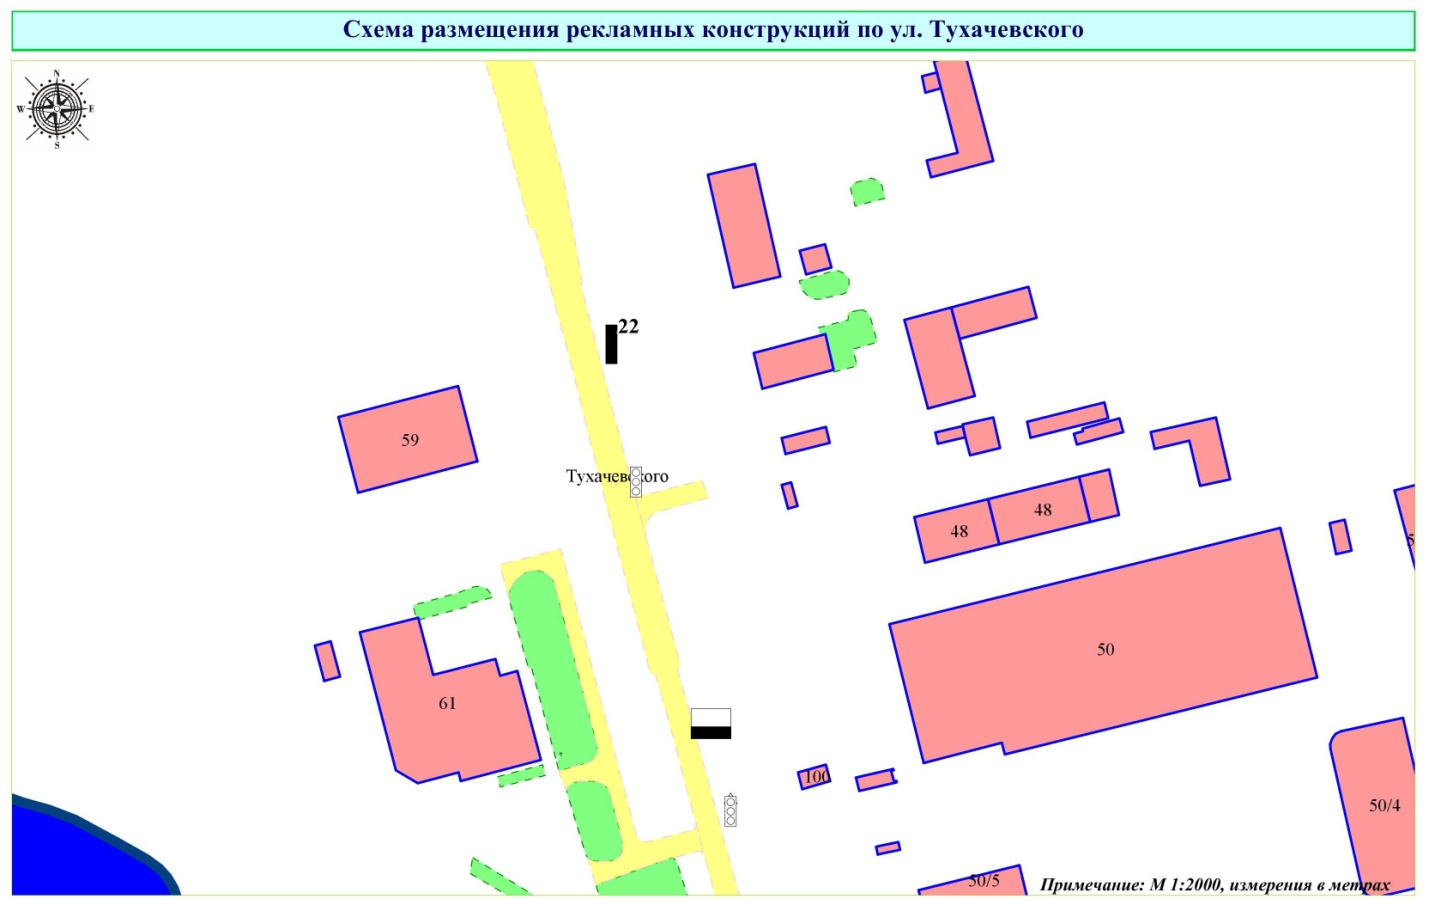 Схема размещения рекламных конструкций по ул. Тухачевского
N
W E
S
22
59
Тухачевского
48
48
50
61
100
50/4
50/5
Примечание: М 1:2000, измерения в метрах